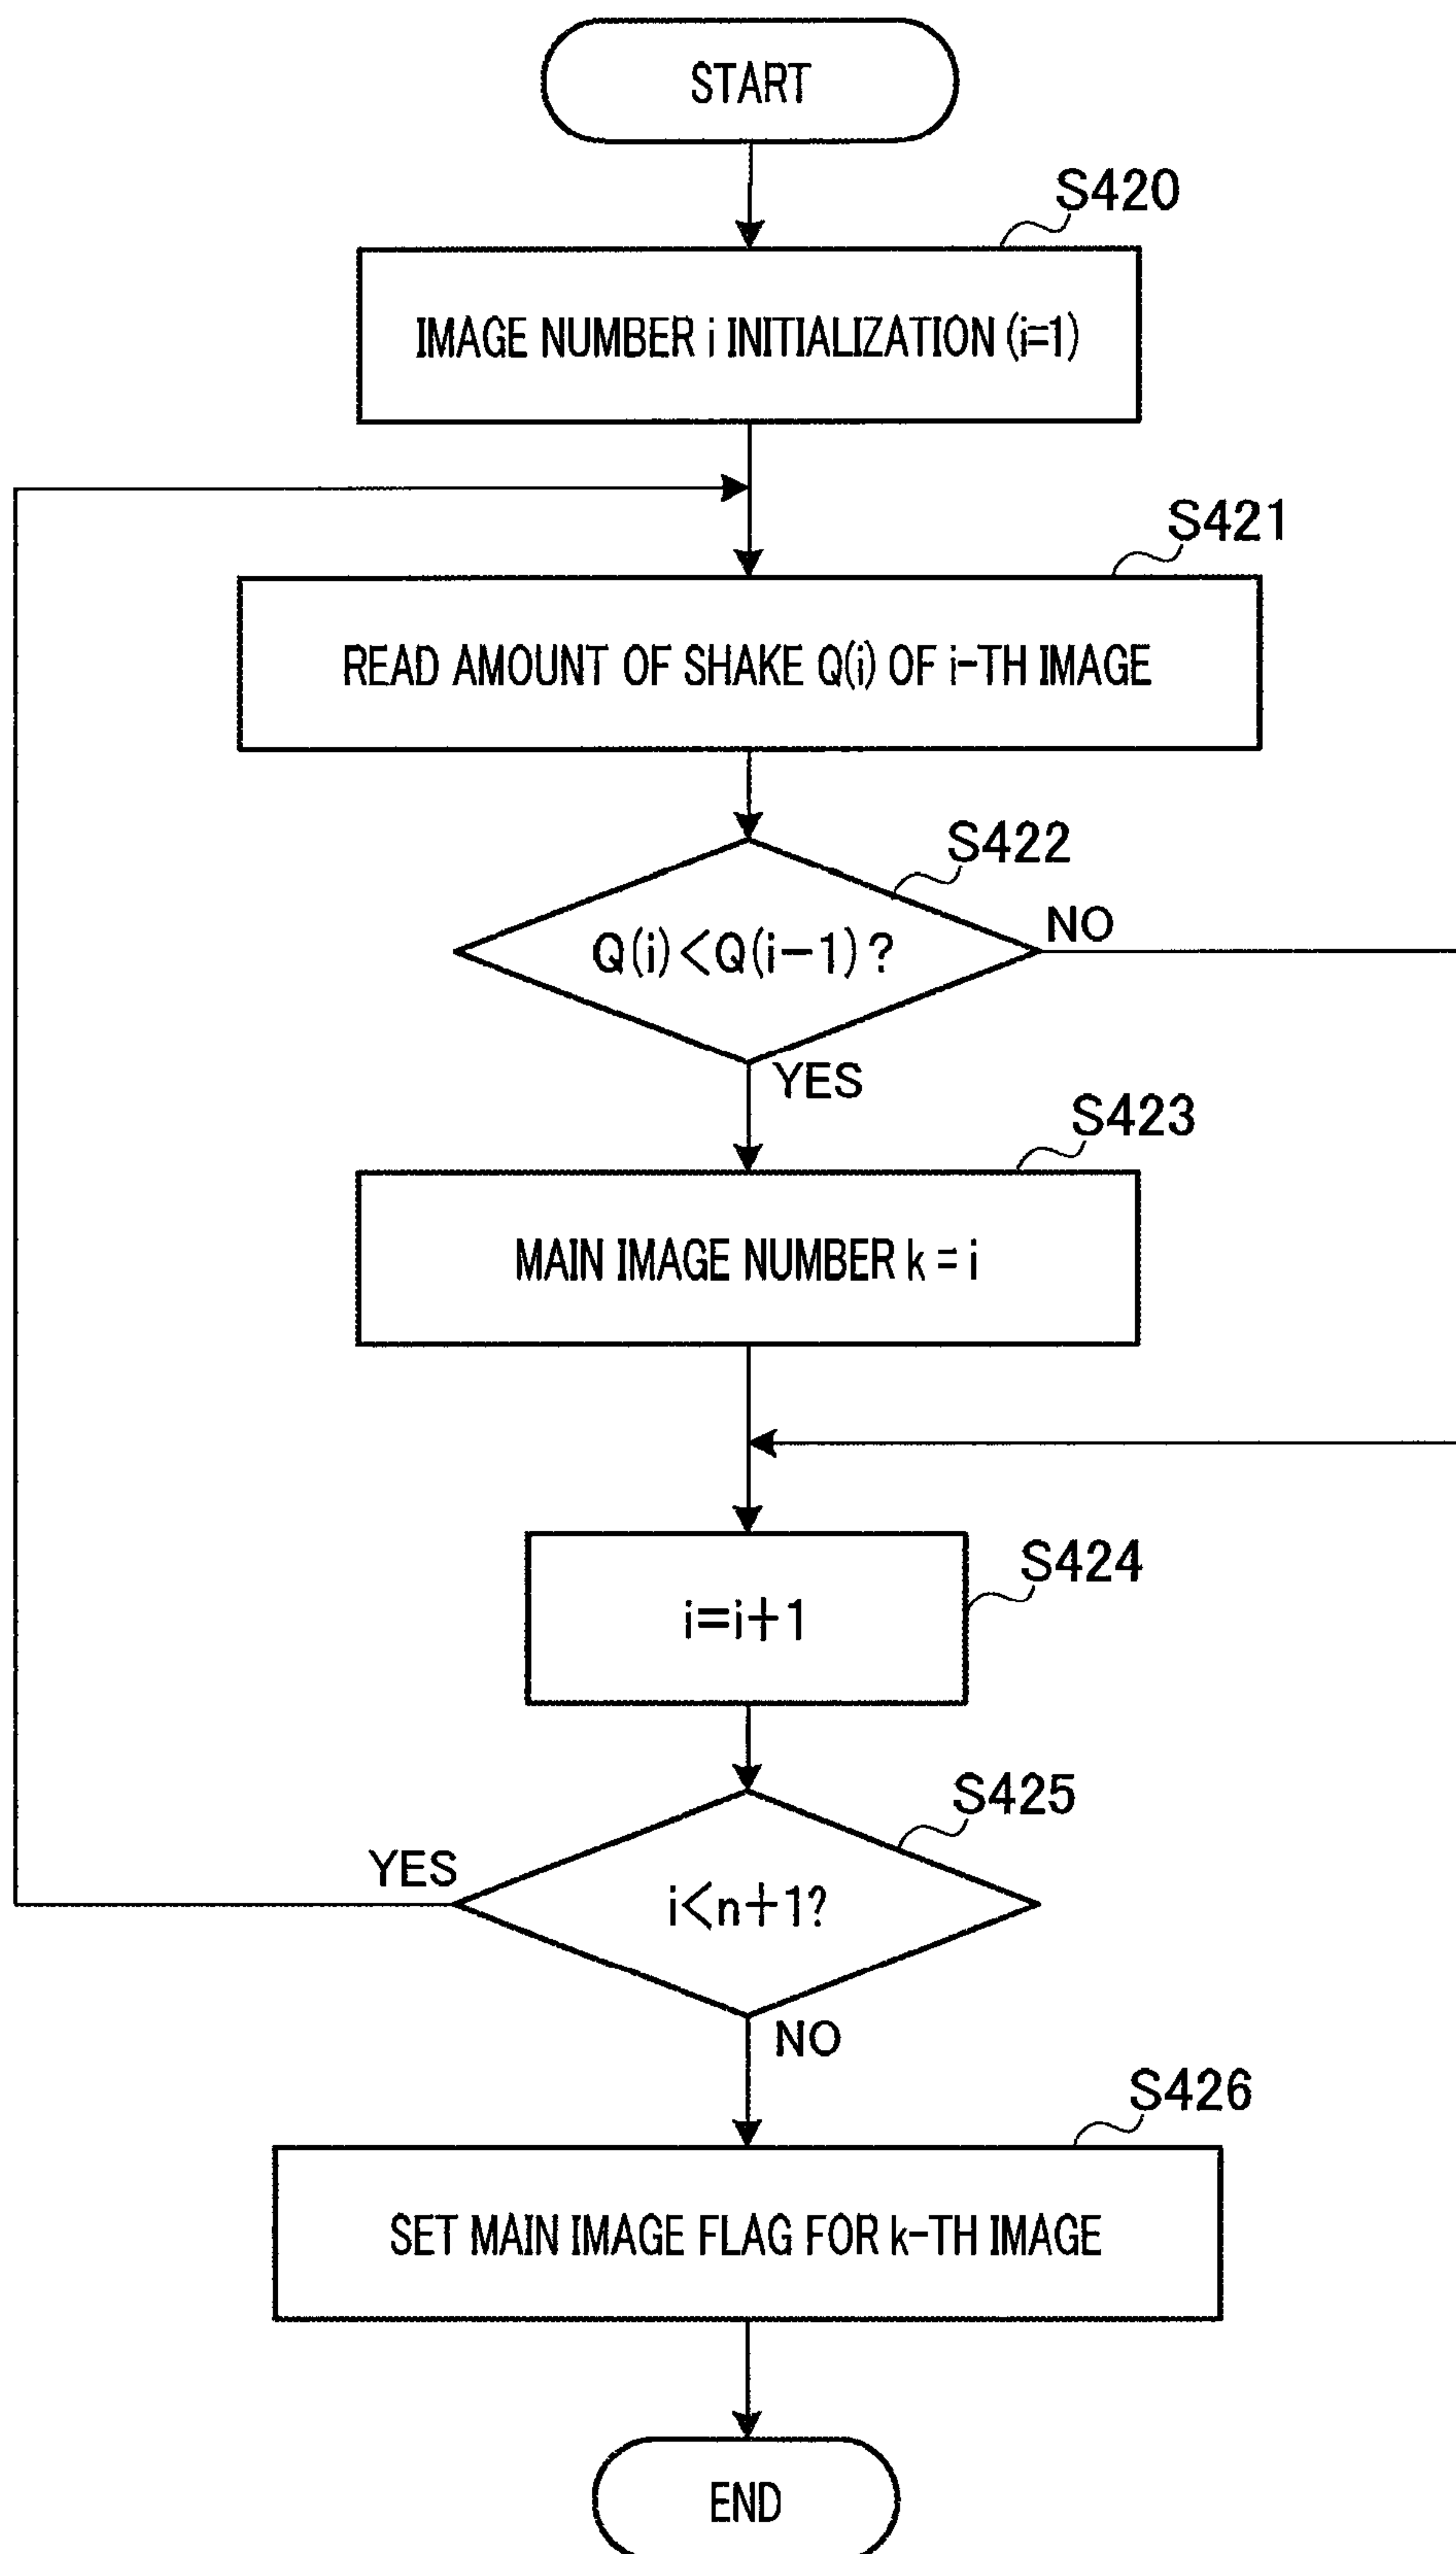 START
S420
IMAGE NUMBER i INITIALIZATION (i=1)
S421
READ AMOUNT OF SHAKE Q(i) OF i-TH IMAGE
S422
Q(i)<Q(i-1)?
NO
YES
S423
MAIN IMAGE NUMBER k = i
S424
i=i+1
S425
YES
i<n+1?
NO
S426
SET MAIN IMAGE FLAG FOR k-TH IMAGE
END